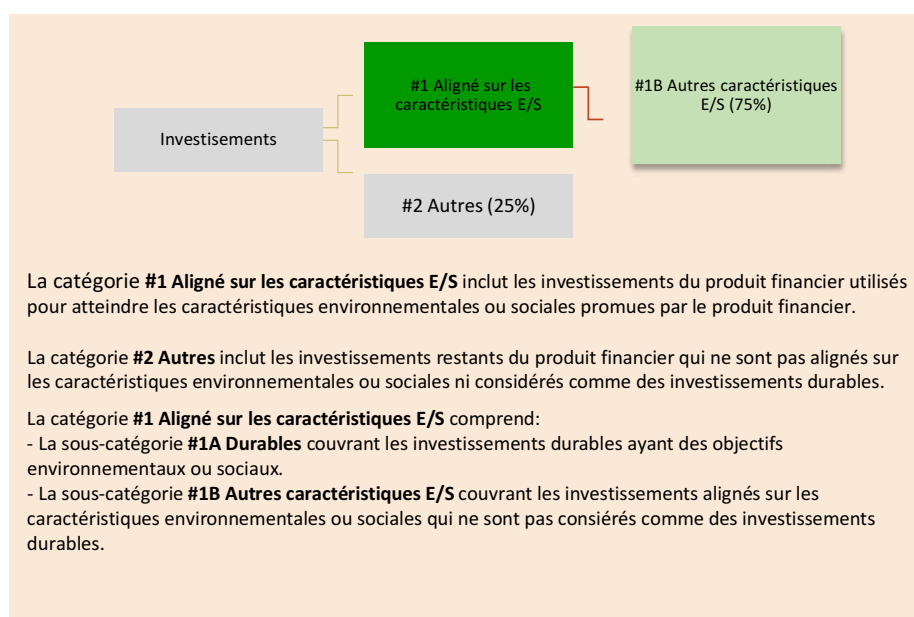 #1 Aligné sur les
caractéristiques E/S
#1B Autres caractéristiques
E/S (75%)
Investisements
#2 Autres (25%)
La catégorie #1 Aligné sur les caractéristiques E/S inclut les investissements du produit financier utilisés
pour atteindre les caractéristiques environnementales ou sociales promues par le produit financier.
La catégorie #2 Autres inclut les investissements restants du produit financier qui ne sont pas alignés sur
les caractéristiques environnementales ou sociales ni considérés comme des investissements durables.
La catégorie #1 Aligné sur les caractéristiques E/S comprend:
- La sous-catégorie #1A Durables couvrant les investissements durables ayant des objectifs
environnementaux ou sociaux.
- La sous-catégorie #1B Autres caractéristiques E/S couvrant les investissements alignés sur les
caractéristiques environnementales ou sociales qui ne sont pas consiérés comme des investissements
durables.